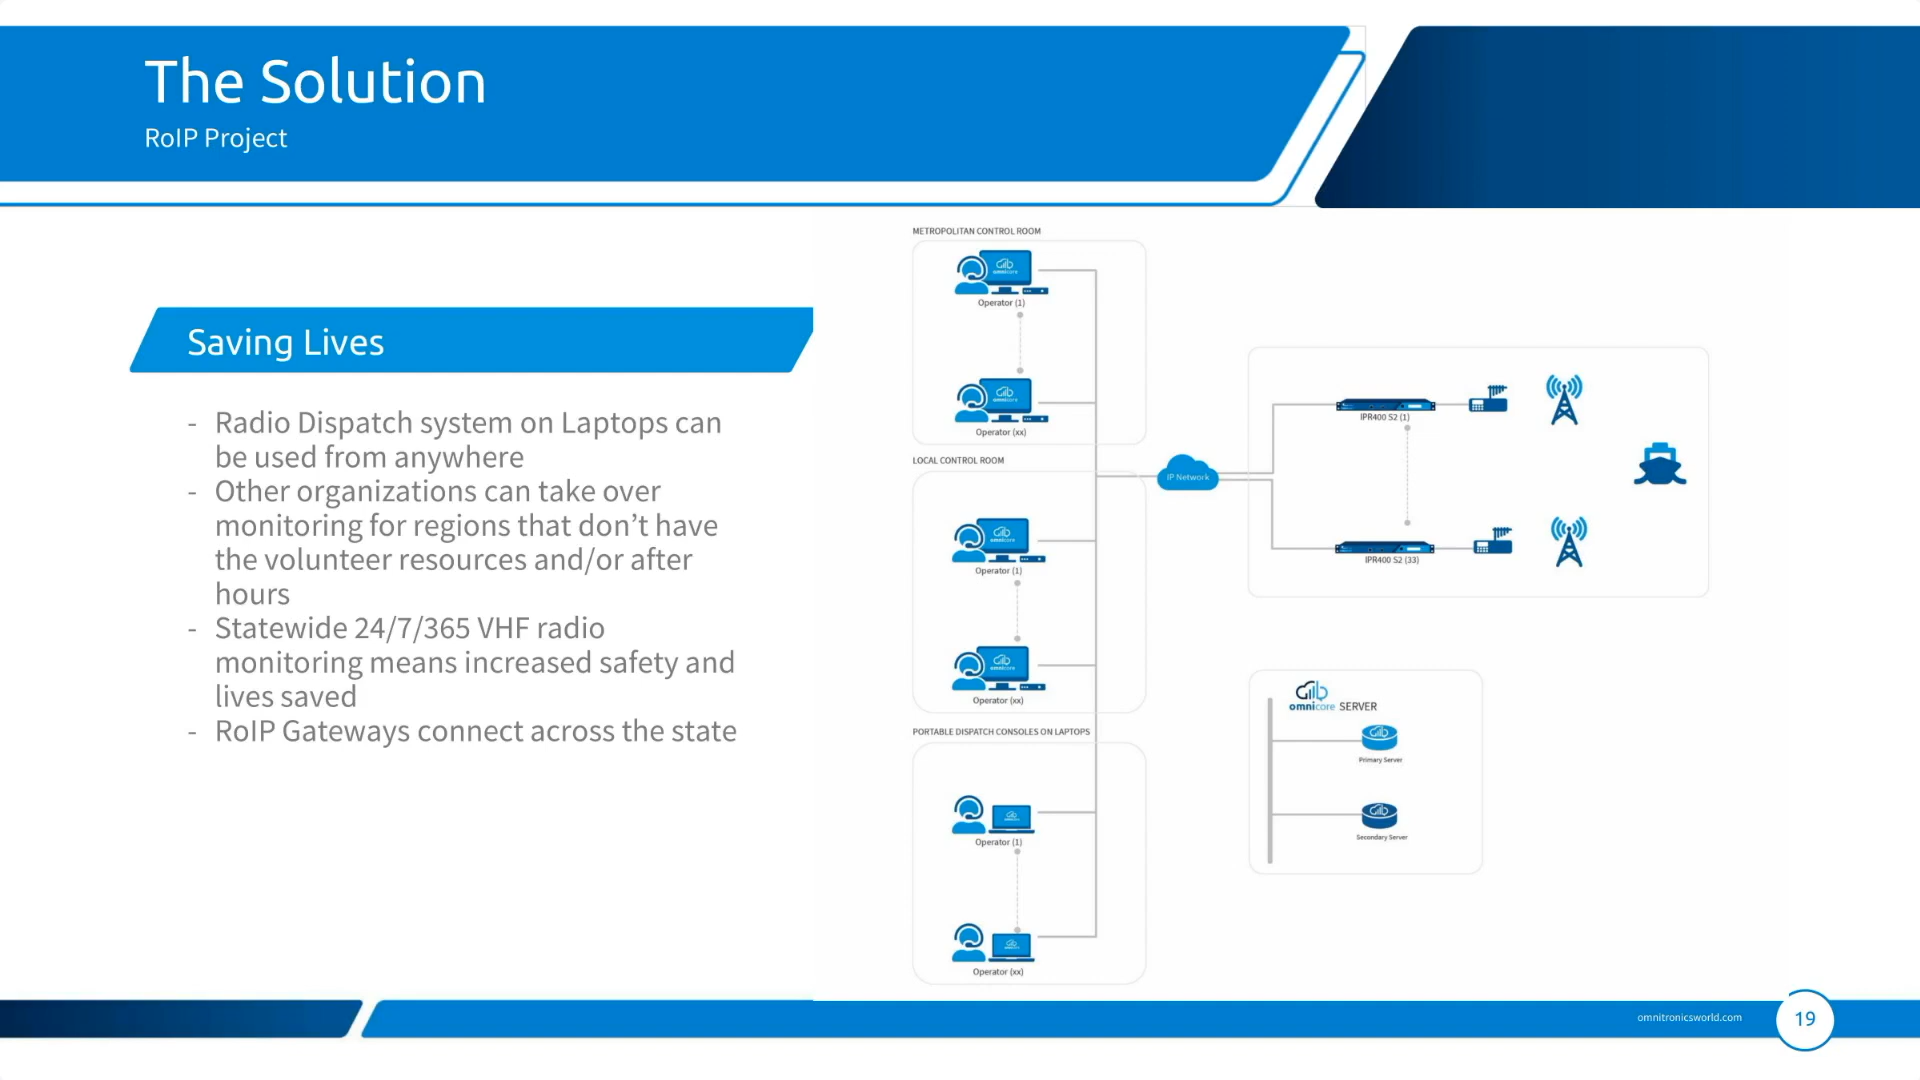 The Solution
RoIP Project
Saving Lives
- Radio Dispatch system on Laptops can
be used from anywhere
- Other organizations can take over
monitoring for regions that don’t have
the volunteer resources and/or after
hours
- Statewide 24/7/365 VHF radio
monitoring means increased safety and
lives saved
- RoIP Gateways connect across the state
METROPOLITAN CONTROL ROOM
omnicore
Operator (1)
omnicore
Operator (xx)
LOCAL CONTROL ROOM
omnicore
Operator (1)
omnicore
Operator (xx)
PORTABLE DISPATCH CONSOLES ON LAPTOPS
Operator (1)
Operator (xx)
IP Network
IPR400 S2 (1)
IPR400 S2 (33)
omnicore SERVER
Primary Server
Secondary Server
omnitronicsworld.com
19